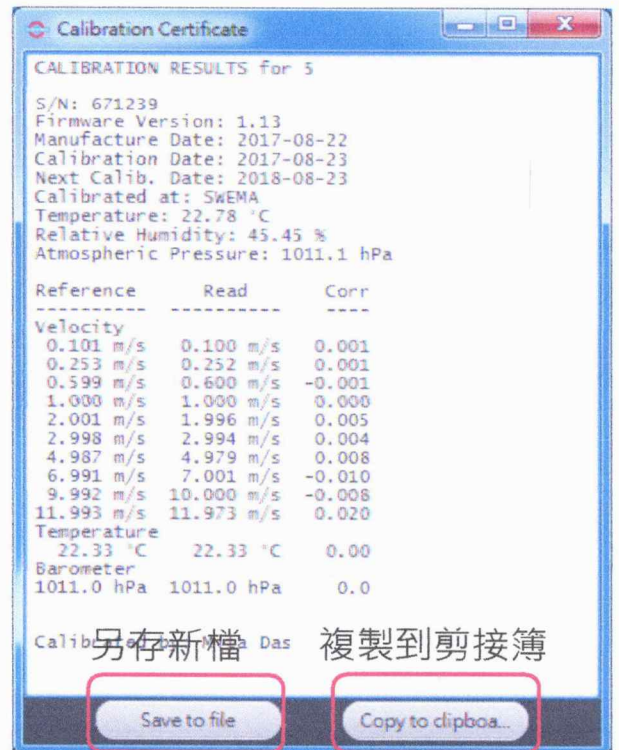 Calibration Certificate
CALIBRATION RESULTS for 5
S/N: 671239
Firmware Version: 1.13
Manufacture Date: 2017-08-22
Calibration Date: 2017-08-23
Next Calib. Date: 2018-08-23
Calibrated at: SWEMA
Temperature: 22.78 °C
Relative Humidity: 45.45 %
Atmospheric Pressure: 1011.1 hPa
Reference Read Corr
---------- ---------- ----
Velocity
0.101 m/s 0.100 m/s 0.001
0.253 m/s 0.252 m/s 0.001
0.599 m/s 0.600 m/s -0.001
1.000 m/s 1.000 m/s 0.000
2.001 m/s 1.996 m/s 0.005
2.998 m/s 2.994 m/s 0.004
4.987 m/s 4.979 m/s 0.008
6.991 m/s 7.001 m/s -0.010
9.992 m/s 10.000 m/s -0.008
11.993 m/s 11.973 m/s 0.020
Temperature
22.33 °C 22.33 °C 0.00
Barometer
1011.0 hPa 1011.0 hPa 0.0
Calibrated Das
另存新檔 複製到剪接簿
Save to file Copy to clipboa...